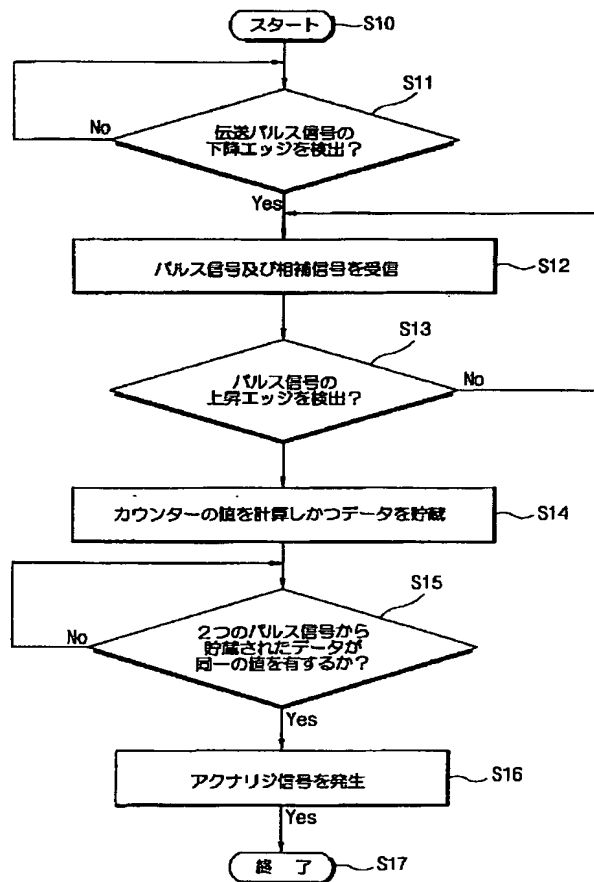 スタート
S10
S11
No
伝送パルス信号の
下降エッジを検出？
Yes
パルス信号及び相補信号を受信
S12
S13
パルス信号の
上昇エッジを検出？
No
カウンターの値を計算しかつデータを貯蔵
S14
S15
No
2つのパルス信号から
貯蔵されたデータが
同一の値を有するか？
Yes
アクナリジ信号を発生
S16
Yes
終 了
S17